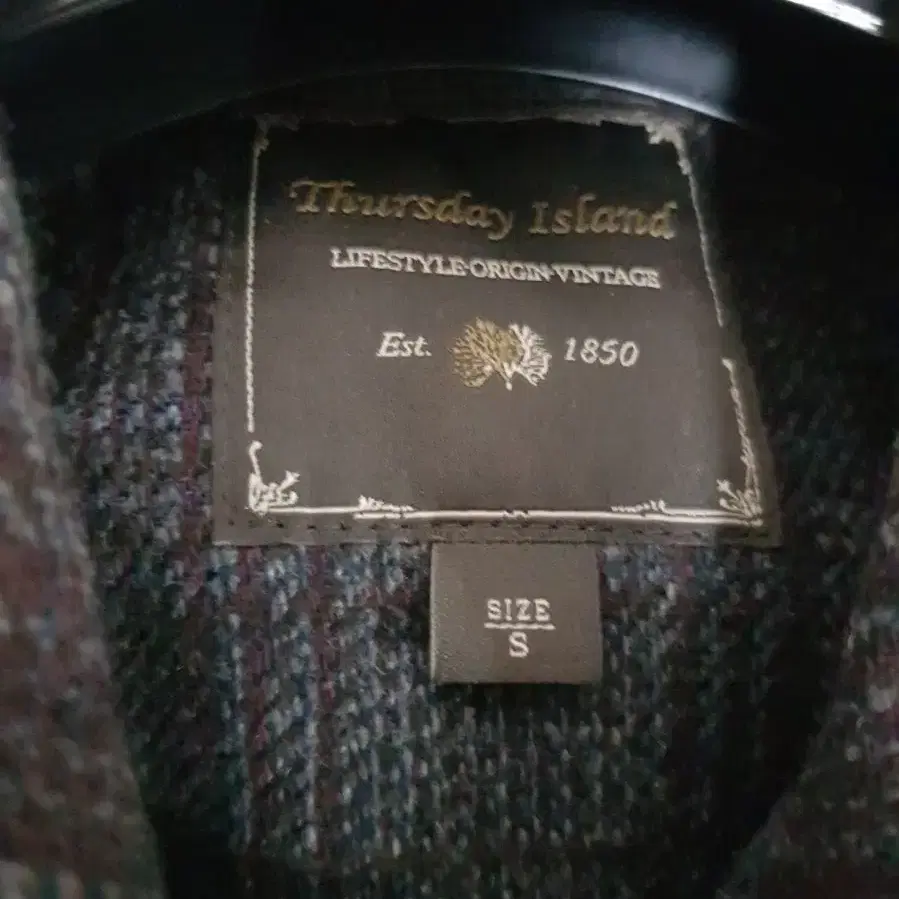 Thursday Island
LIFESTYLE·ORIGIN·VINTAGE
Est. 1850
SIZE
S